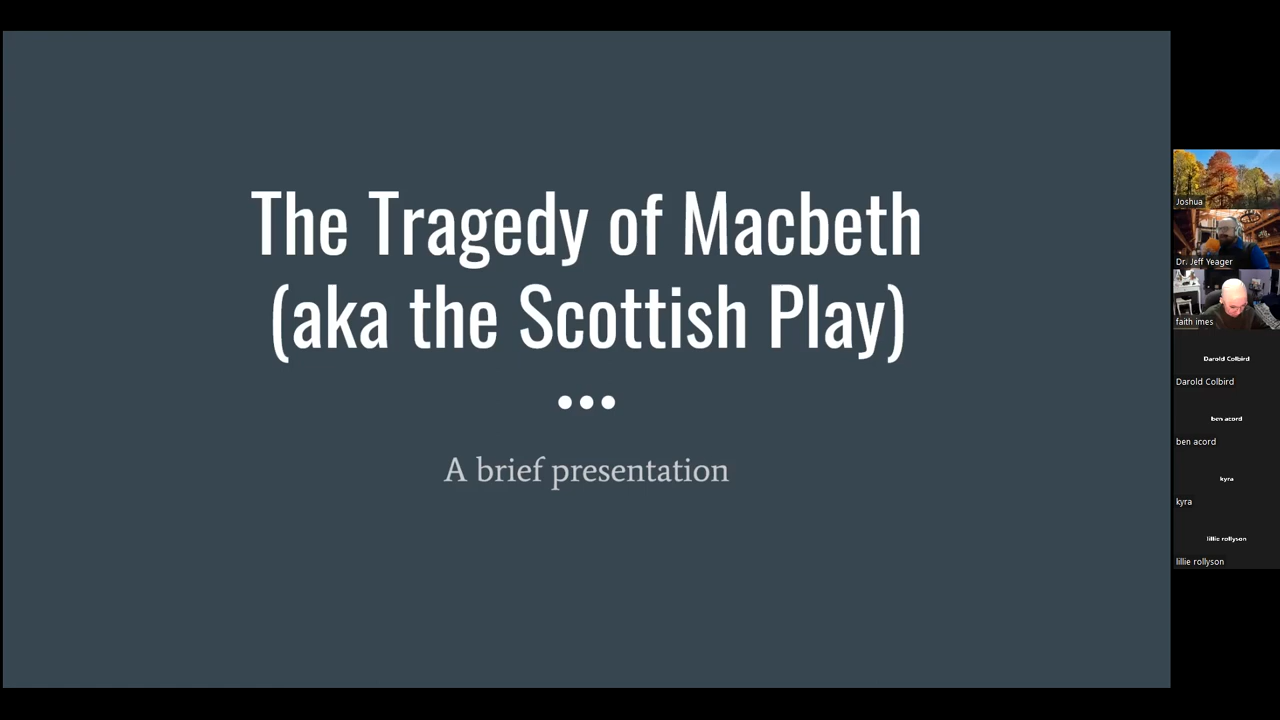 The Tragedy of Macbeth
(aka the Scottish Play)
A brief presentation
Joshua
Dr. Jeff Yeager
faith imes
Darold Colbird
Darold Colbird
ben acord
ben acord
kyra
kyra
lillie rollyson
lillie rollyson